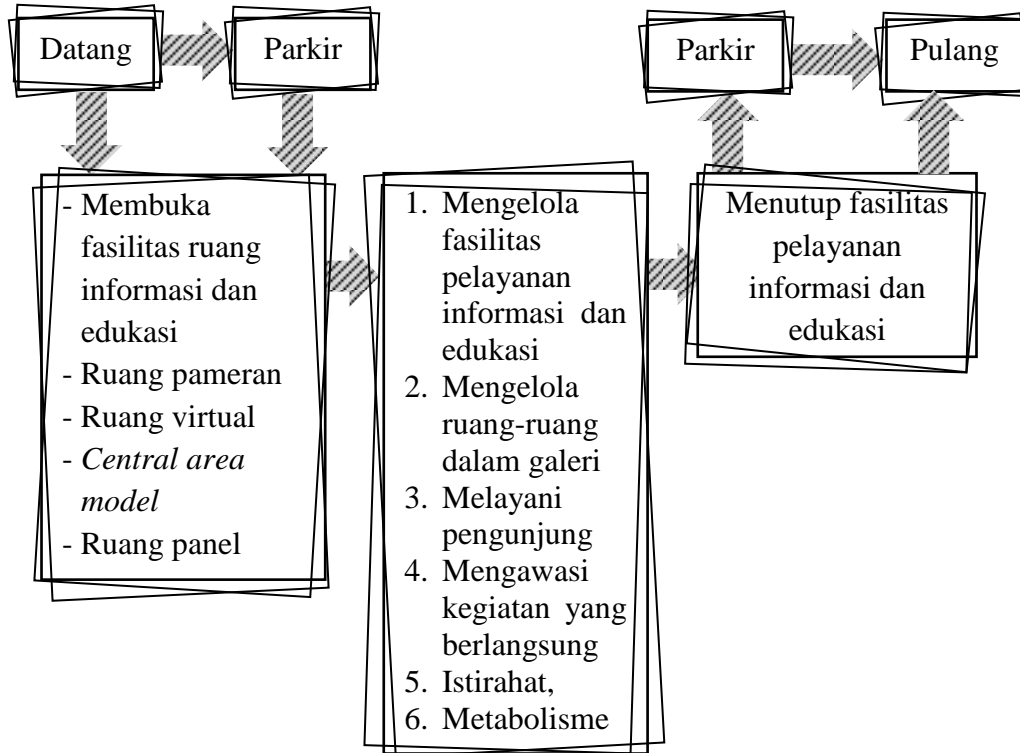 Datang
Parkir
Parkir
Pulang
- Membuka
fasilitas ruang
informasi dan
edukasi
- Ruang pameran
- Ruang virtual
- Central area
model
- Ruang panel
1. Mengelola
fasilitas
pelayanan
informasi dan
edukasi
2. Mengelola
ruang-ruang
dalam galeri
3. Melayani
pengunjung
4. Mengawasi
kegiatan yang
berlangsung
5. Istirahat,
6. Metabolisme
Menutup fasilitas
pelayanan
informasi dan
edukasi